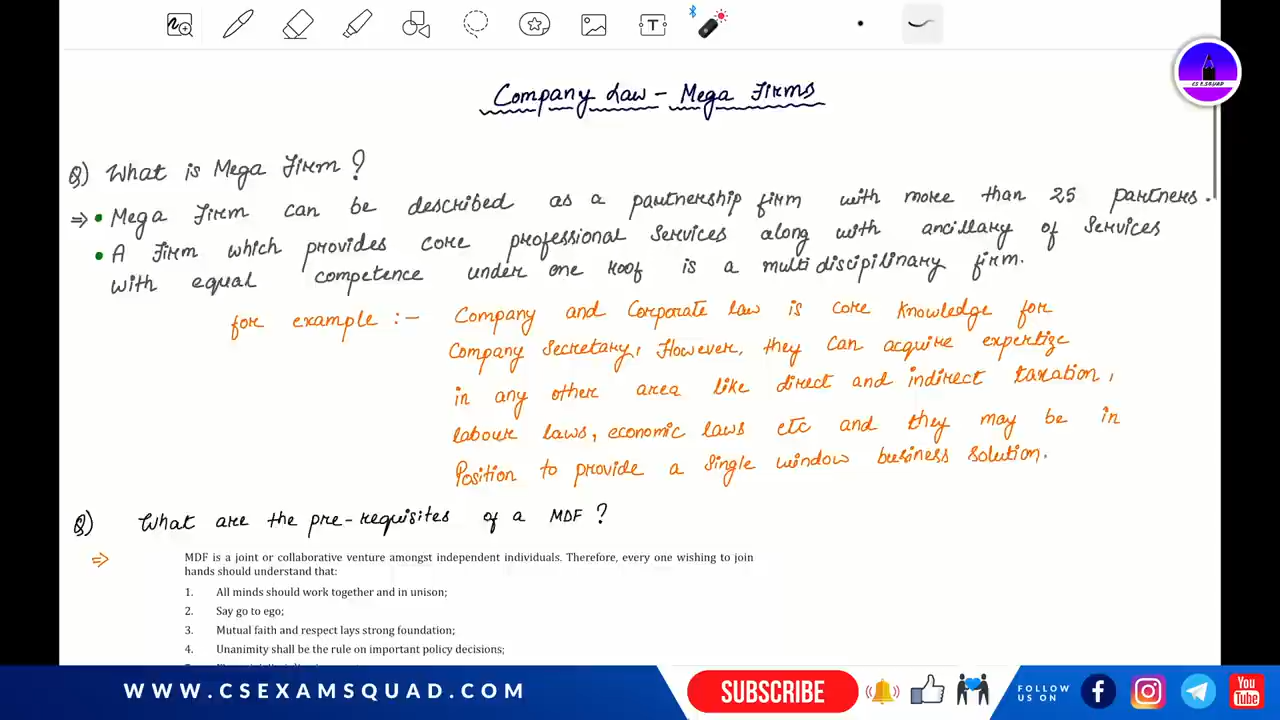 CS E.SQUAD
Company Law - Mega Firms
Q) What is Mega Firm ?
⇒ • Mega Firm can be described as a partnership firm with more than 25 partners.
• A Firm which provides core professional services along with ancillary of services
with equal competence under one roof is a multi discipilinary firm.
for example :- Company and Corporate law is core knowledge for
Company Secretary, However, they can acquire expertize
in any other area like direct and indirect taxation,
labour laws, economic laws etc and they may be in
Position to provide a single window business solution.
Q) What are the pre-requisites of a MDF ?
⇒ MDF is a joint or collaborative venture amongst independent individuals. Therefore, every one wishing to join
hands should understand that:
1. All minds should work together and in unison;
2. Say go to ego;
3. Mutual faith and respect lays strong foundation;
4. Unanimity shall be the rule on important policy decisions;
WWW.CSEXAMSQUAD.COM
SUBSCRIBE
FOLLOW
US ON
You
Tube